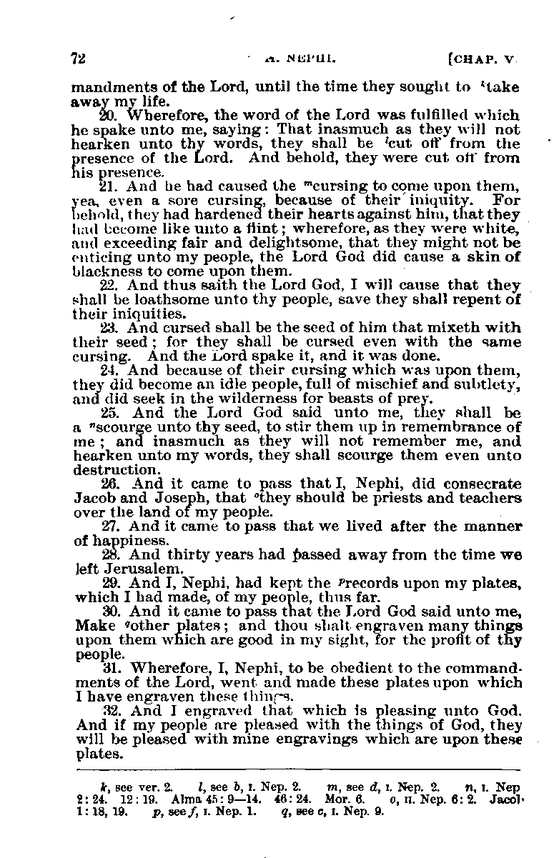 72 II. NEPHI. [CHAP. V
mandments of the Lord, until the time they sought to ᵏtake
away my life.
20. Wherefore, the word of the Lord was fulfilled which
he spake unto me, saying: That inasmuch as they will not
hearken unto thy words, they shall be ˡcut off from the
presence of the Lord. And behold, they were cut off from
his presence.
21. And he had caused the ᵐcursing to come upon them,
yea, even a sore cursing, because of their iniquity. For
behold, they had hardened their hearts against him, that they
had become like unto a flint; wherefore, as they were white,
and exceeding fair and delightsome, that they might not be
enticing unto my people, the Lord God did cause a skin of
blackness to come upon them.
22. And thus saith the Lord God, I will cause that they
shall be loathsome unto thy people, save they shall repent of
their iniquities.
23. And cursed shall be the seed of him that mixeth with
their seed; for they shall be cursed even with the same
cursing. And the Lord spake it, and it was done.
24. And because of their cursing which was upon them,
they did become an idle people, full of mischief and subtlety,
and did seek in the wilderness for beasts of prey.
25. And the Lord God said unto me, they shall be
a ⁿscourge unto thy seed, to stir them up in remembrance of
me; and inasmuch as they will not remember me, and
hearken unto my words, they shall scourge them even unto
destruction.
26. And it came to pass that I, Nephi, did consecrate
Jacob and Joseph, that ᵒthey should be priests and teachers
over the land of my people.
27. And it came to pass that we lived after the manner
of happiness.
28. And thirty years had passed away from the time we
left Jerusalem.
29. And I, Nephi, had kept the ᵖrecords upon my plates,
which I had made, of my people, thus far.
30. And it came to pass that the Lord God said unto me,
Make qother plates; and thou shalt engraven many things
upon them which are good in my sight, for the profit of thy
people.
31. Wherefore, I, Nephi, to be obedient to the command-
ments of the Lord, went and made these plates upon which
I have engraven these things.
32. And I engraved that which is pleasing unto God.
And if my people are pleased with the things of God, they
will be pleased with mine engravings which are upon these
plates.
k, see ver. 2. l, see b, I. Nep. 2. m, see d, I. Nep. 2. n, I. Nep
2: 24. 12: 19. Alma 45: 9—14. 46: 24. Mor. 6. o, II. Nep. 6: 2. Jacob
1: 18, 19. p, see f, I. Nep. 1. q, see c, I. Nep. 9.